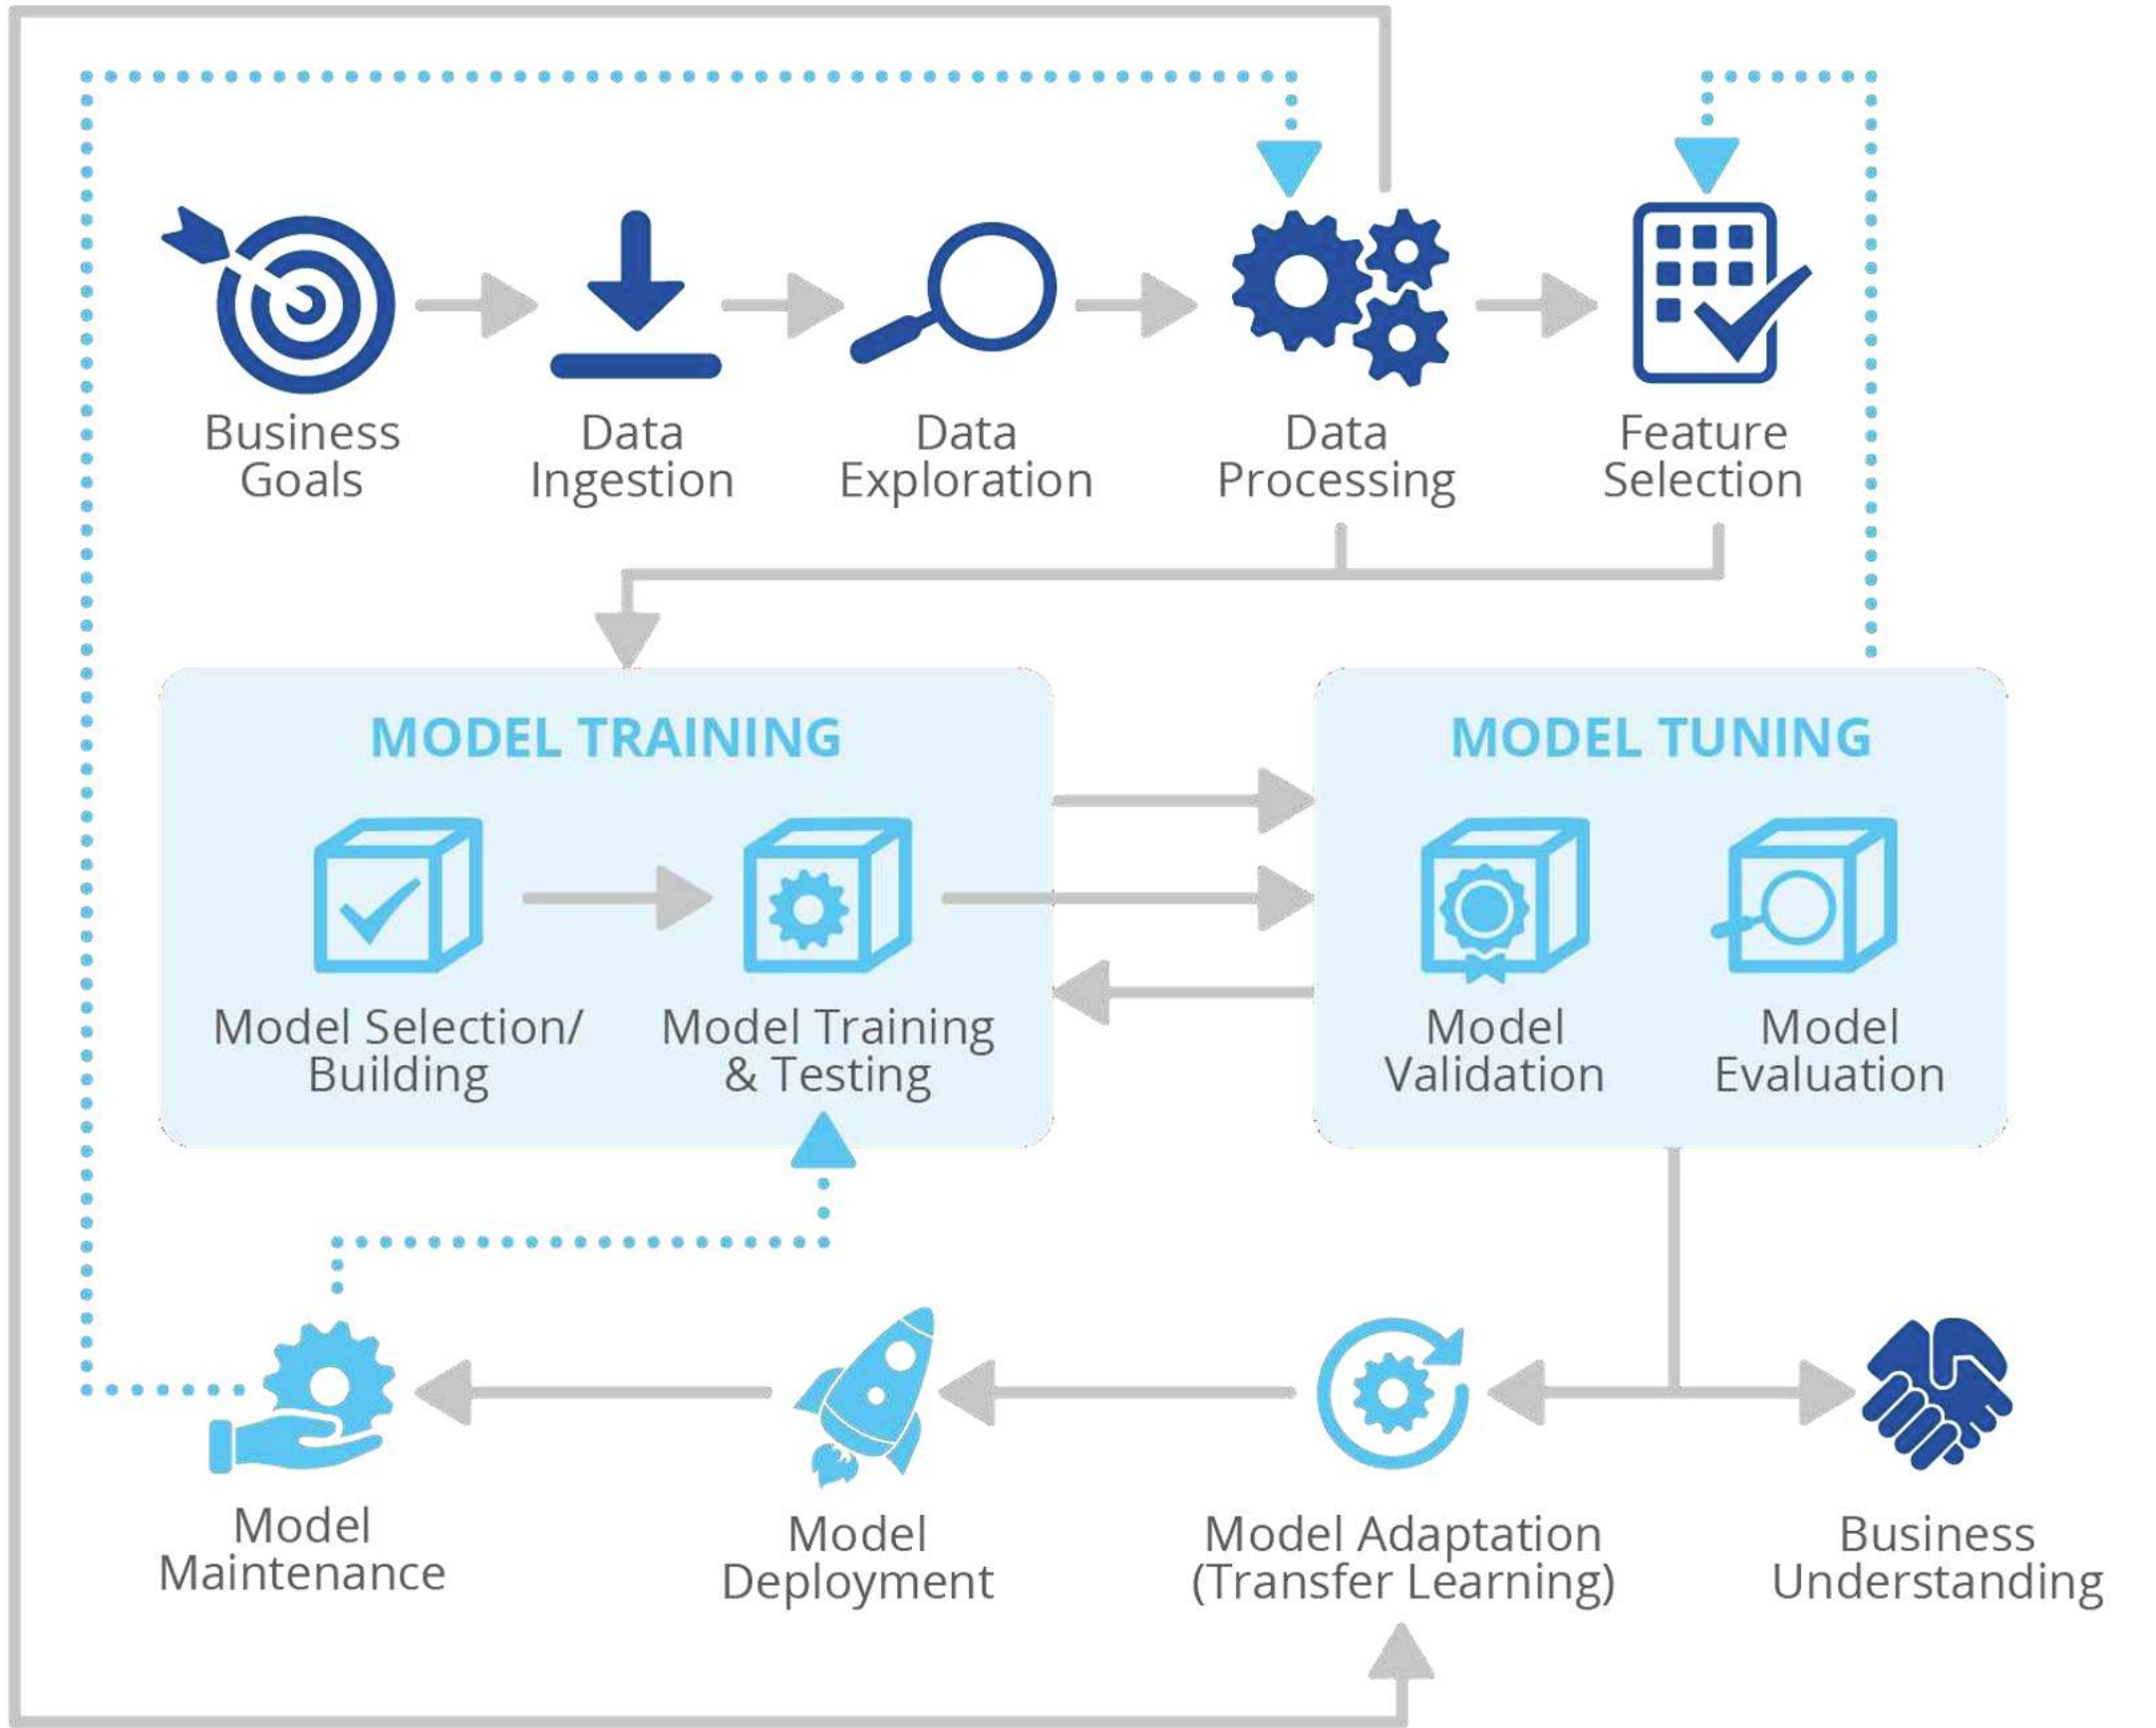 Business
Goals
Data
Ingestion
Data
Exploration
Data
Processing
Feature
Selection
MODEL TRAINING
Model Selection/
Building
Model Training
& Testing
MODEL TUNING
Model
Validation
Model
Evaluation
Model
Maintenance
Model
Deployment
Model Adaptation
(Transfer Learning)
Business
Understanding